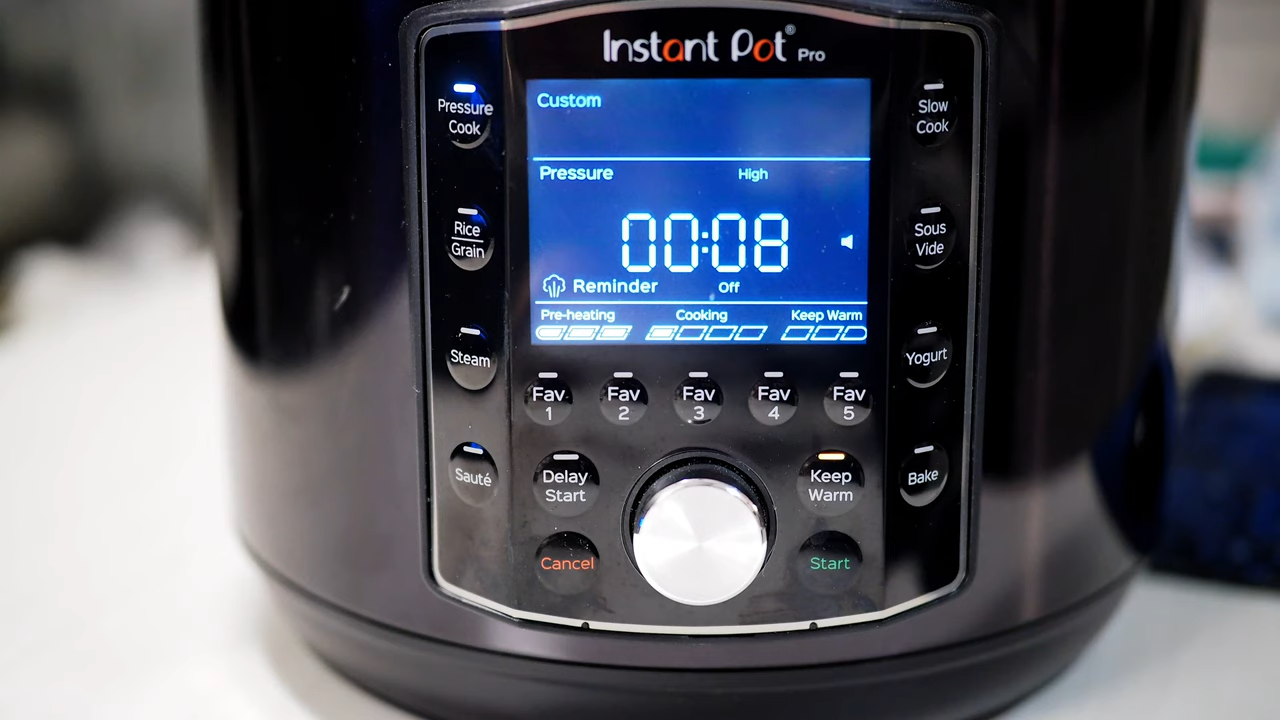 Instant Pot® Pro
Pressure
Cook
Rice
Grain
Steam
Sauté
Custom
Pressure High
00:08
Reminder Off
Pre-heating Cooking Keep Warm
Slow
Cook
Sous
Vide
Yogurt
Bake
Fav
1
Fav
2
Fav
3
Fav
4
Fav
5
Delay
Start
Keep
Warm
Cancel
Start